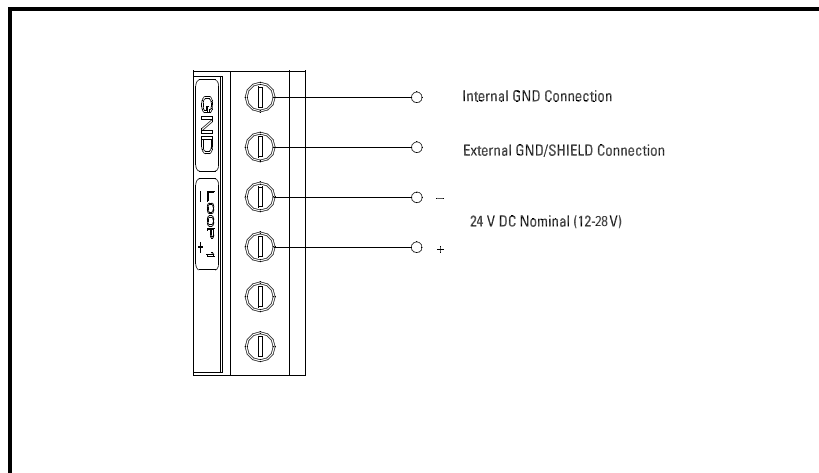 GND
Internal GND Connection
External GND/SHIELD Connection
LOOP 1
– +
–
24 V DC Nominal (12-28V)
+